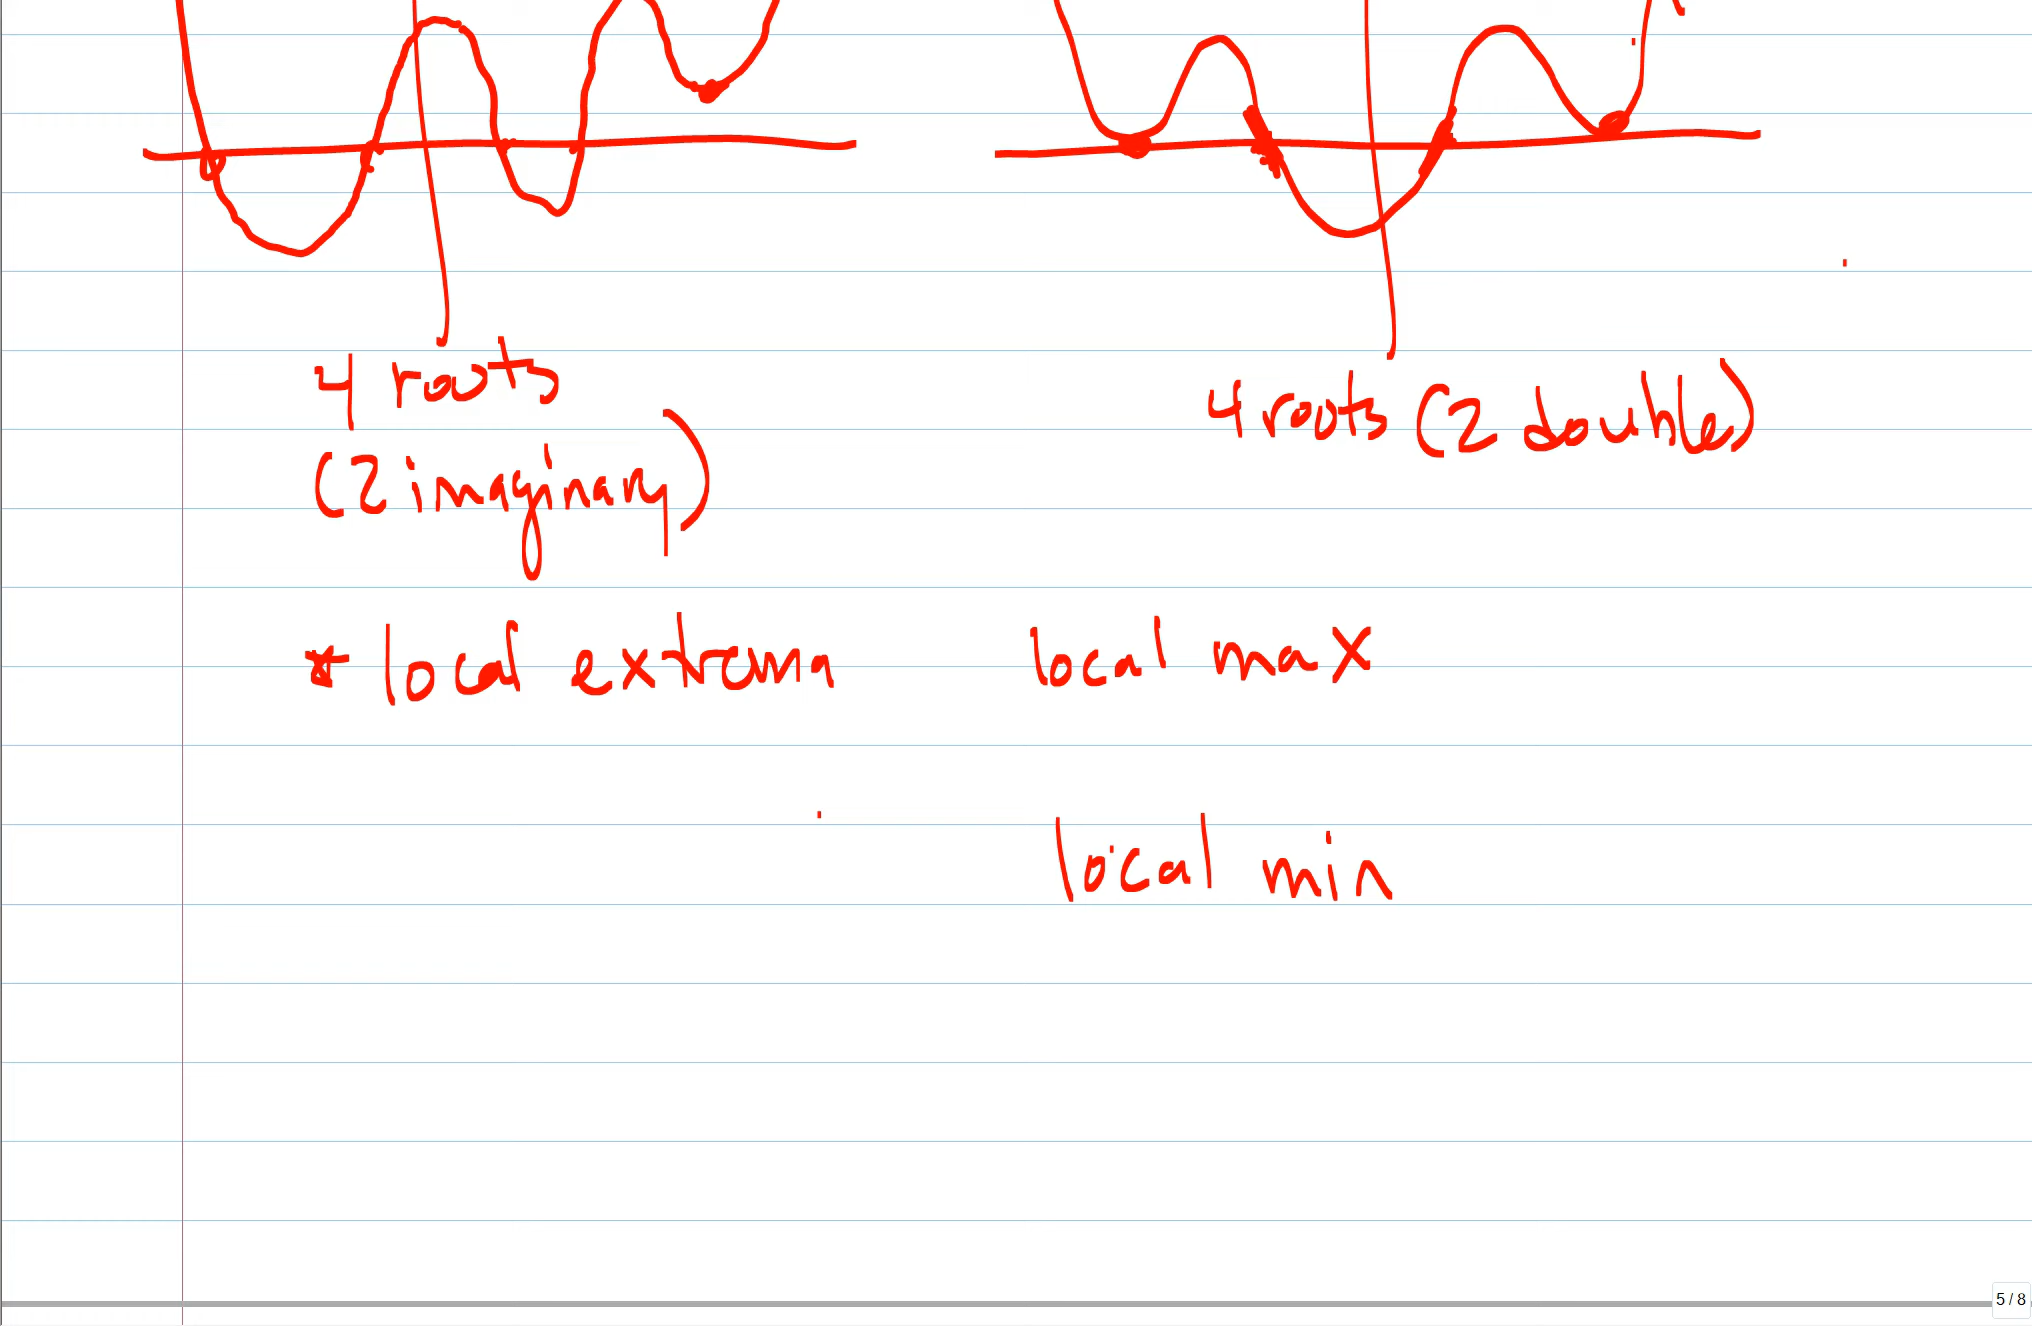 4 roots
(2 imaginary)
4 roots (2 double)
* local extrema
local max
local min
5 / 8